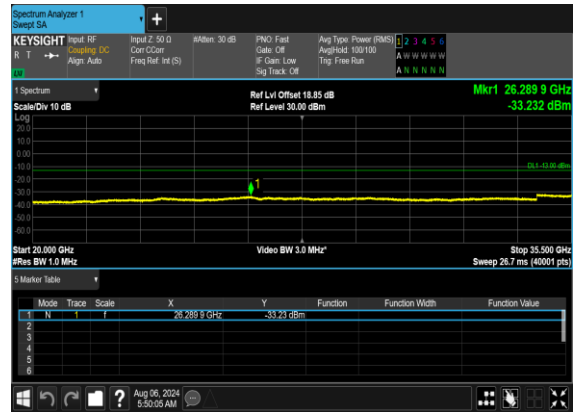 Spectrum Analyzer 1
Swept SA
+
KEYSIGHT Input: RF Input Z: 50 Ω #Atten: 30 dB PNO: Fast Avg Type: Power (RMS) 1 2 3 4 5 6
R T Coupling: DC Corr CCorr Gate: Off Avg|Hold: 100/100 A W W W W W
Align: Auto Freq Ref: Int (S) IF Gain: Low Trig: Free Run
LW Sig Track: Off A N N N N N
1 Spectrum Ref Lvl Offset 18.85 dB Mkr1 26.289 9 GHz
Scale/Div 10 dB Ref Level 30.00 dBm -33.232 dBm
Log
20.0
10.0
0.00
-10.0 DL1 -13.00 dBm
-20.0
1
-30.0
-40.0
-50.0
-60.0
Start 20.000 GHz Video BW 3.0 MHz* Stop 35.500 GHz
#Res BW 1.0 MHz Sweep 26.7 ms (40001 pts)
5 Marker Table
Mode Trace Scale X Y Function Function Width Function Value
1 N 1 f 26.289 9 GHz -33.23 dBm
2
3
4
5
6
? Aug 06, 2024
5:50:05 AM